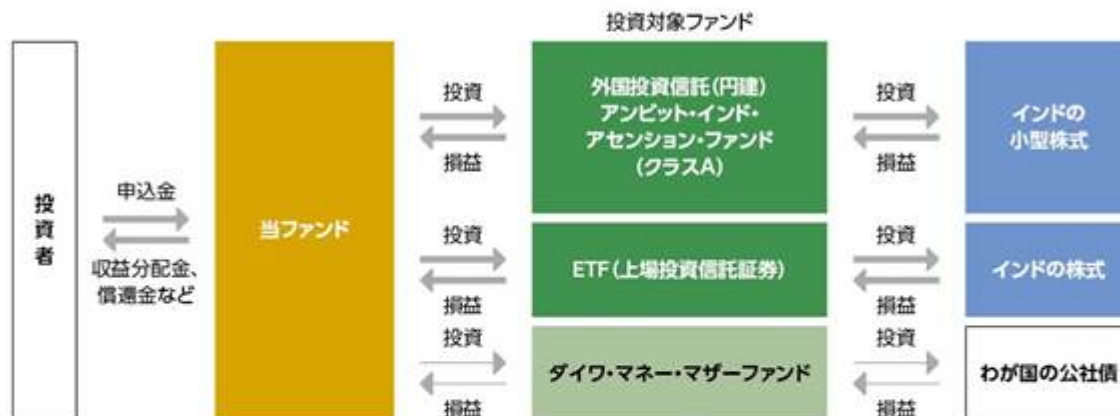 投資対象ファンド
投資者
申込金
収益分配金、
償還金など
当ファンド
投資
損益
外国投資信託(円建)
アンビット・インド・
アセンション・ファンド
(クラスA)
投資
損益
インドの
小型株式
投資
損益
ETF(上場投資信託証券)
投資
損益
インドの株式
投資
損益
ダイワ・マネー・マザーファンド
投資
損益
わが国の公社債